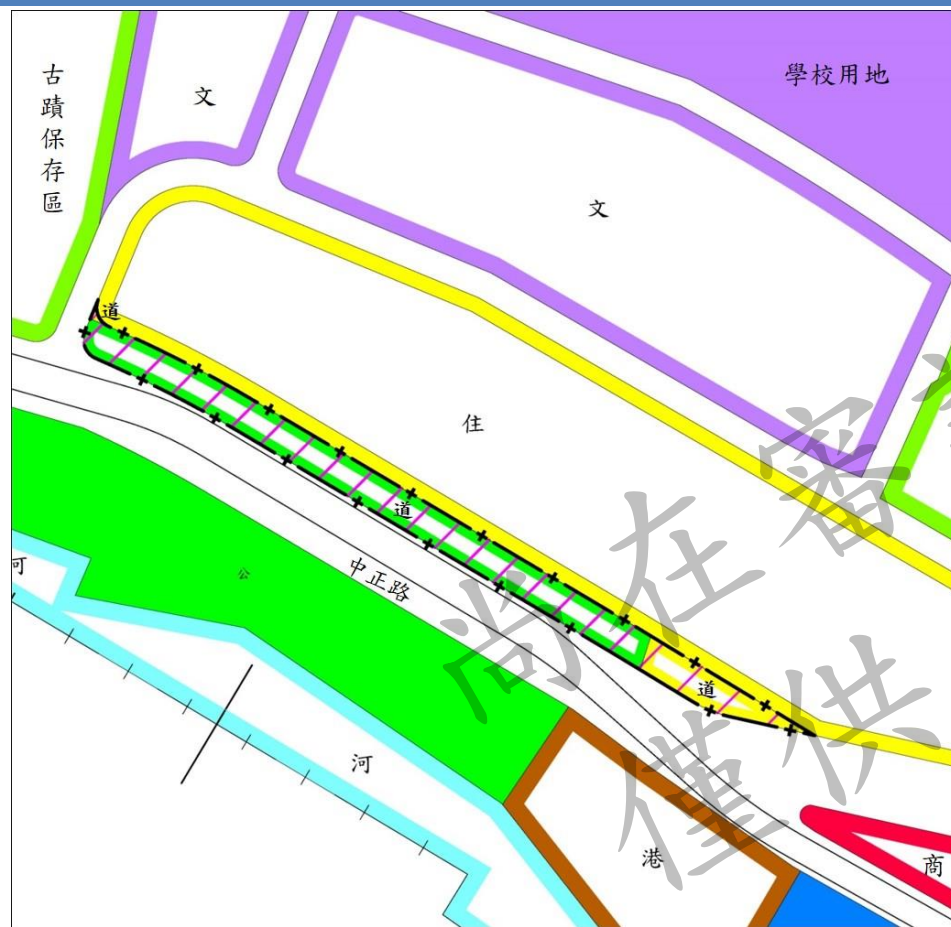 學校用地
古蹟保存區
文
文
道
住
道
中正路
公
河
道
河
港
商
尚在審
僅供